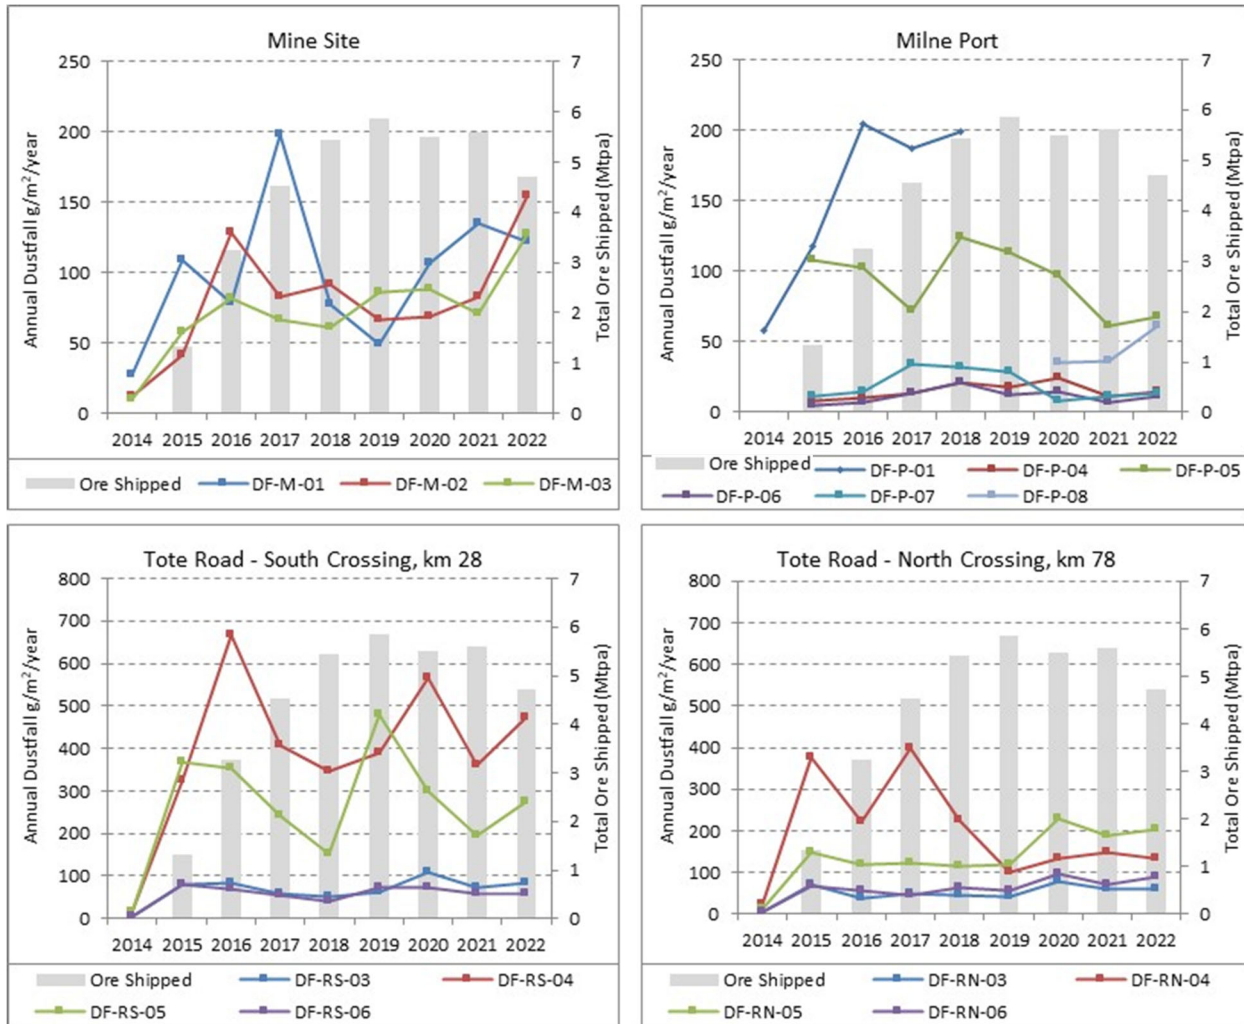 Mine Site
250
200
150
100
50
0
Annual Dustfall g/m²/year
7
6
5
4
3
2
1
0
Total Ore Shipped (Mtpa)
2014 2015 2016 2017 2018 2019 2020 2021 2022
Ore Shipped DF-M-01 DF-M-02 DF-M-03
Milne Port
250
200
150
100
50
0
Annual Dustfall g/m²/year
7
6
5
4
3
2
1
0
Total Ore Shipped (Mtpa)
2014 2015 2016 2017 2018 2019 2020 2021 2022
Ore Shipped DF-P-01 DF-P-04 DF-P-05
DF-P-06 DF-P-07 DF-P-08
Tote Road - South Crossing, km 28
800
700
600
500
400
300
200
100
0
Annual Dustfall g/m²/year
7
6
5
4
3
2
1
0
Total Ore Shipped (Mtpa)
2014 2015 2016 2017 2018 2019 2020 2021 2022
Ore Shipped DF-RS-03 DF-RS-04
DF-RS-05 DF-RS-06
Tote Road - North Crossing, km 78
800
700
600
500
400
300
200
100
0
Annual Dustfall g/m²/year
7
6
5
4
3
2
1
0
Total Ore Shipped (Mtpa)
2014 2015 2016 2017 2018 2019 2020 2021 2022
Ore Shipped DF-RN-03 DF-RN-04
DF-RN-05 DF-RN-06